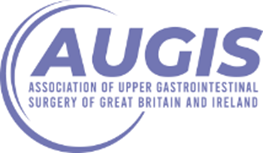 AUGIS
ASSOCIATION OF UPPER GASTROINTESTINAL
SURGERY OF GREAT BRITAIN AND IRELAND